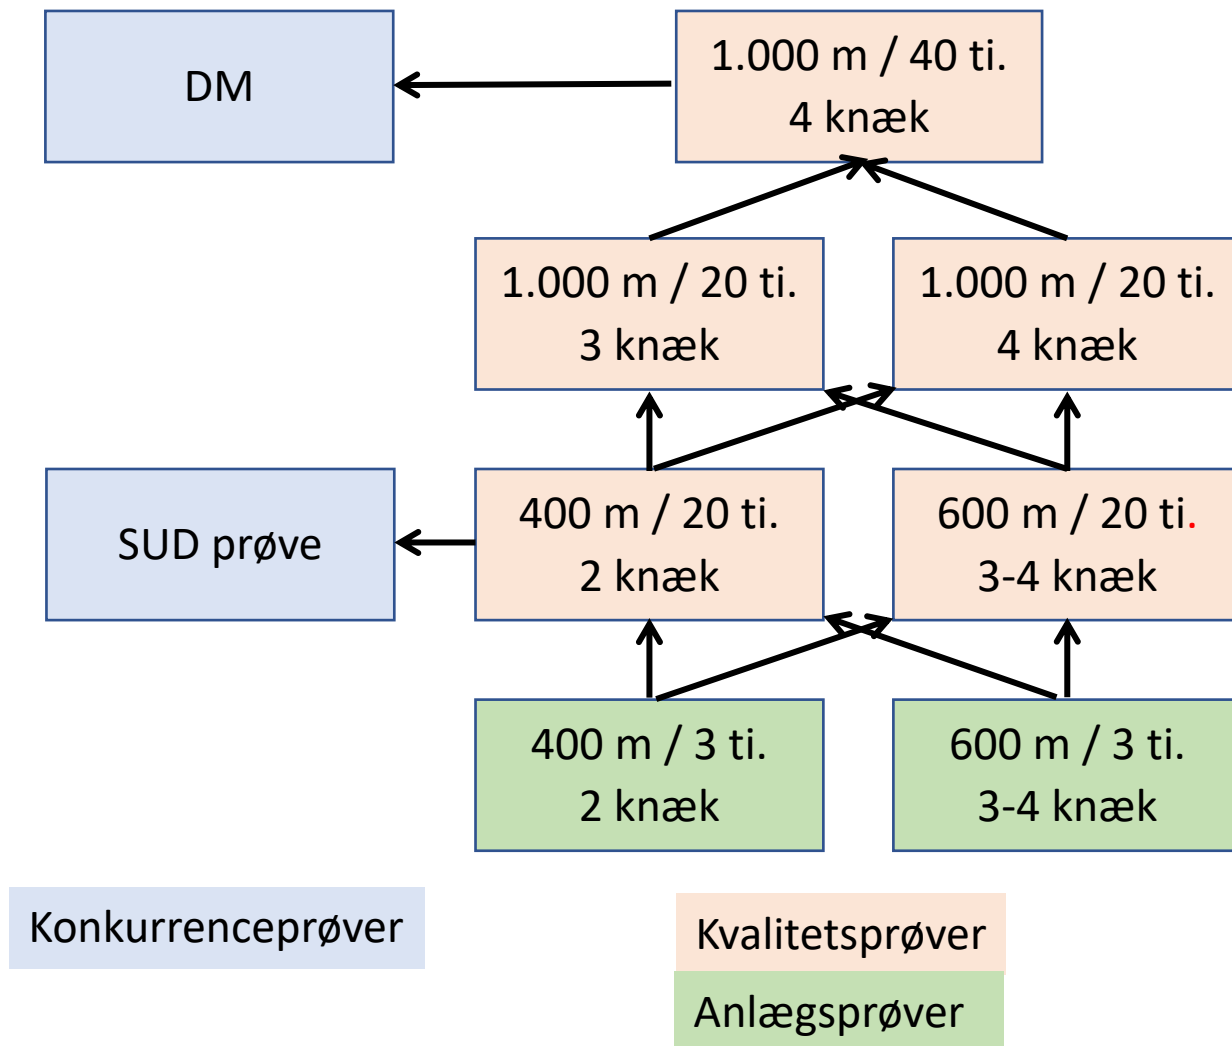 DM
1.000 m / 40 ti.
4 knæk
1.000 m / 20 ti.
3 knæk
1.000 m / 20 ti.
4 knæk
SUD prøve
400 m / 20 ti.
2 knæk
600 m / 20 ti.
3-4 knæk
400 m / 3 ti.
2 knæk
600 m / 3 ti.
3-4 knæk
Konkurrenceprøver
Kvalitetsprøver
Anlægsprøver